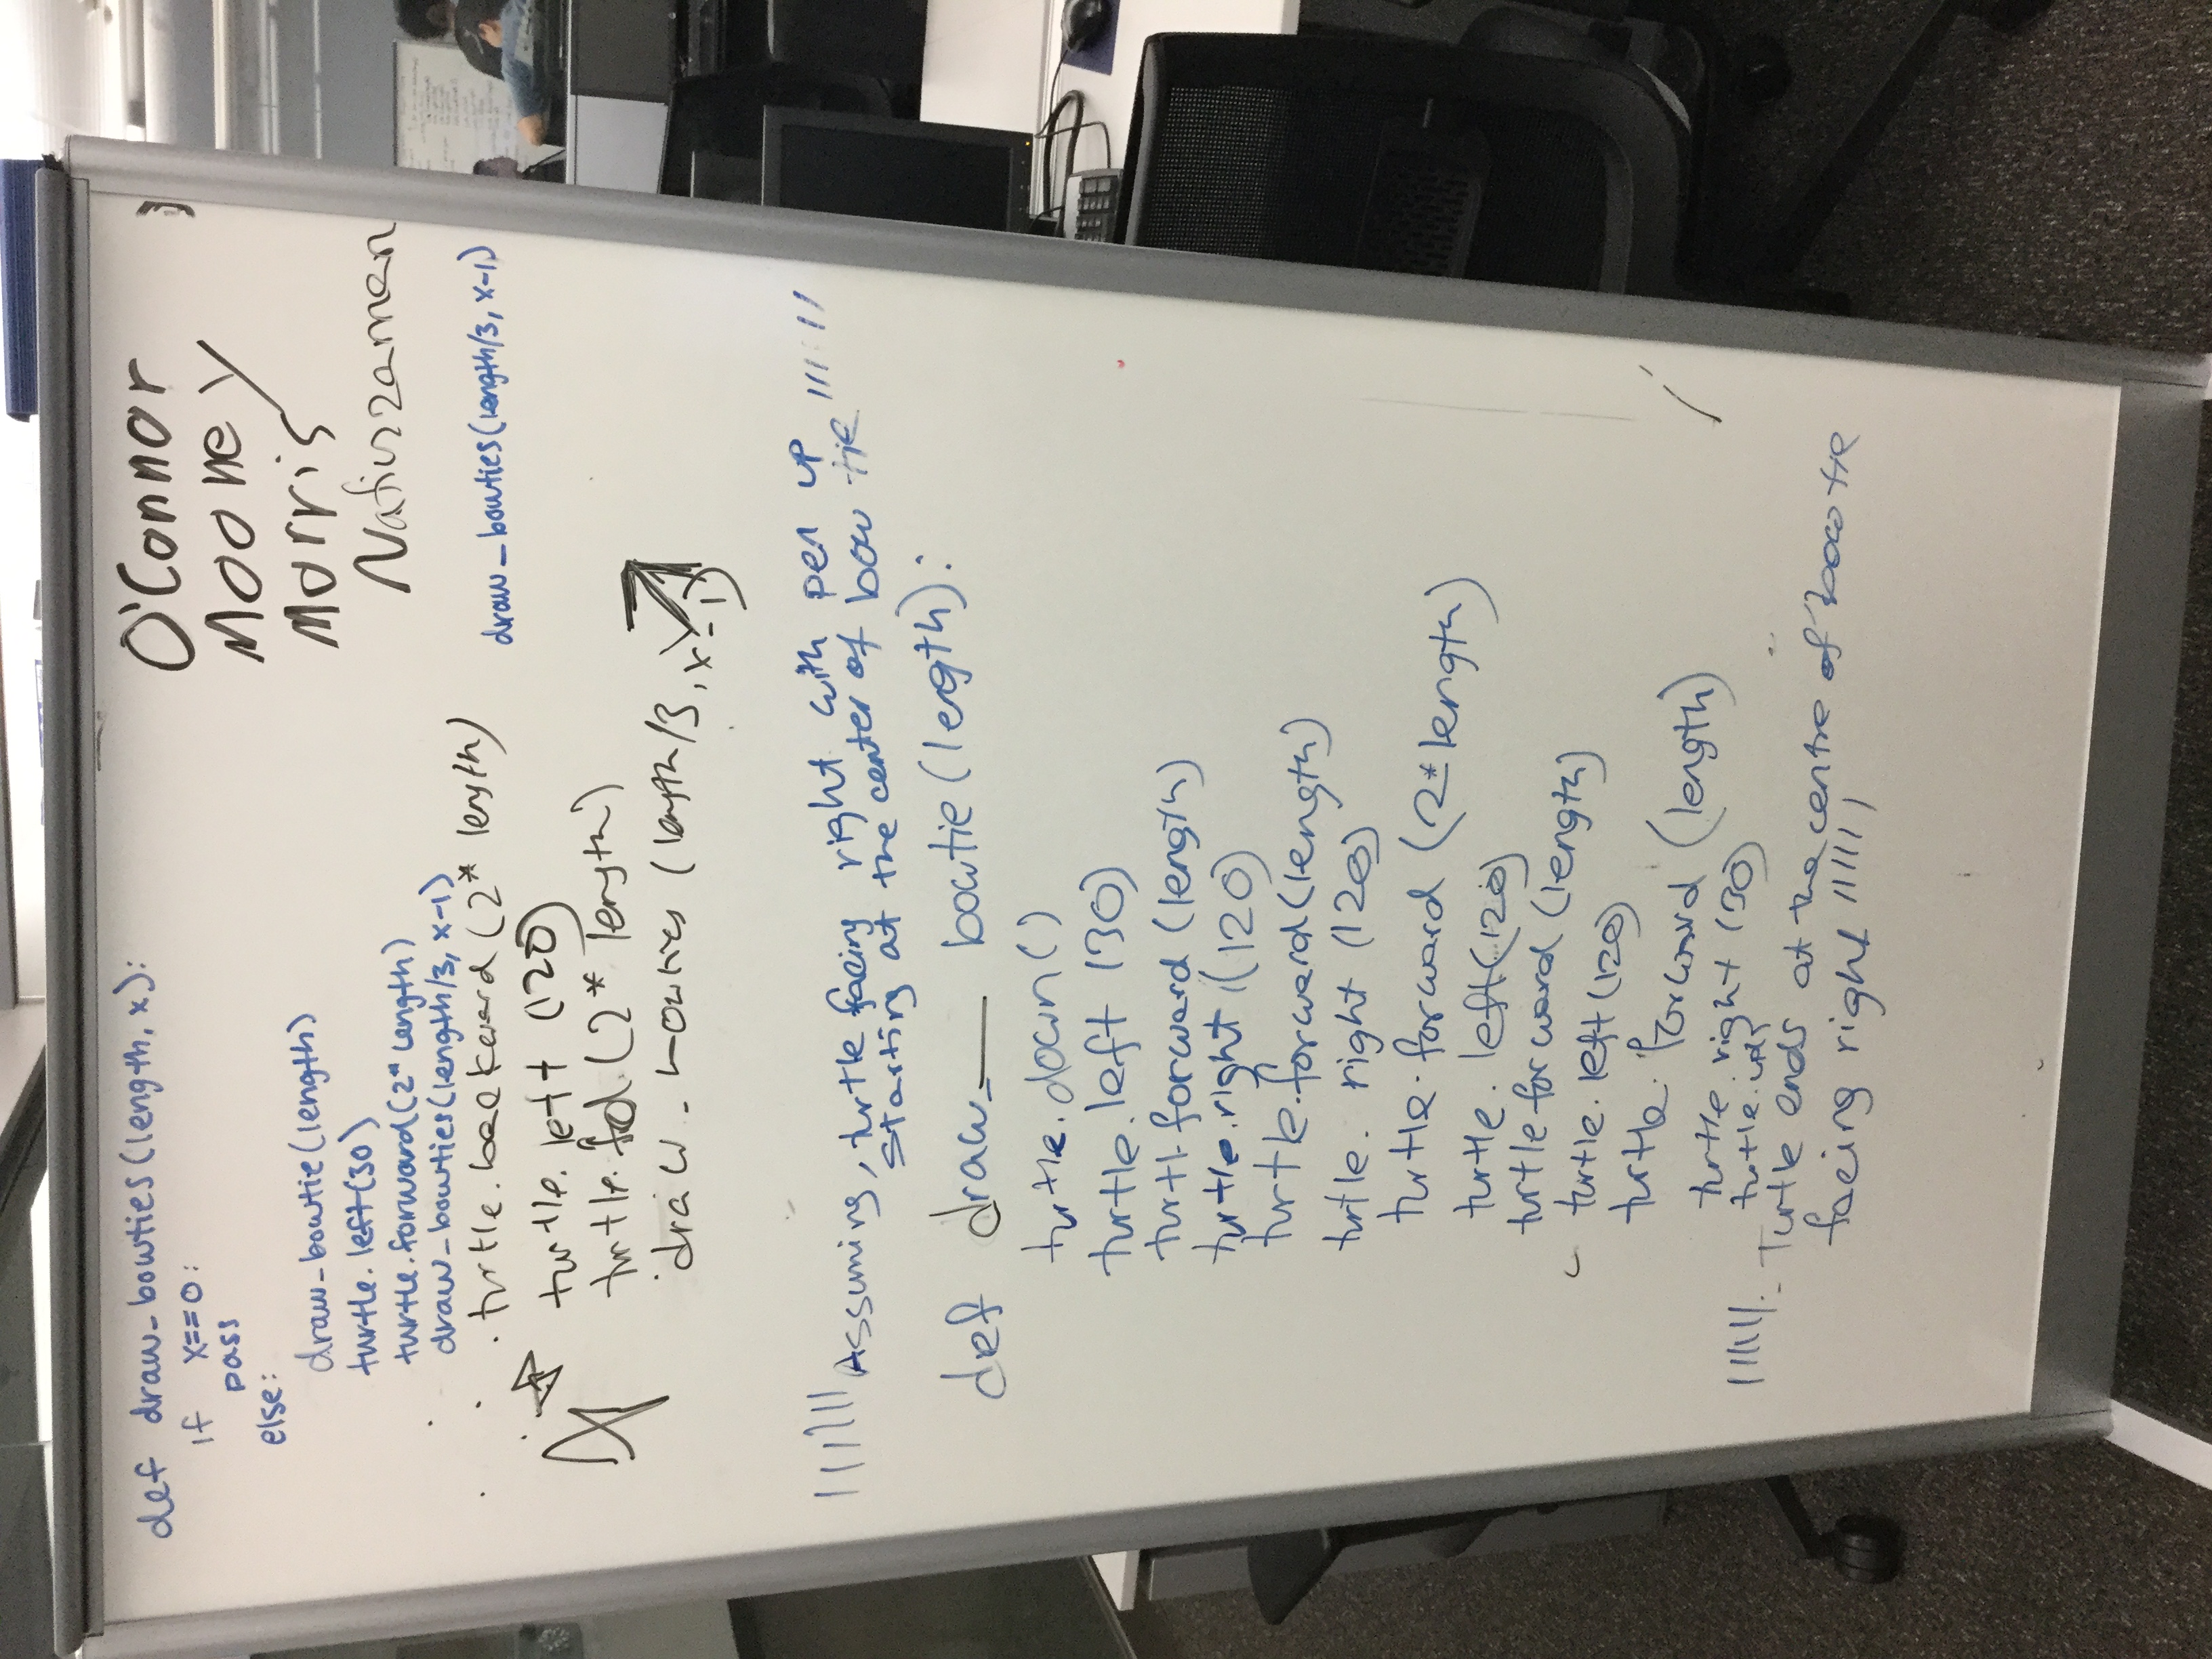 def draw_bowties(length, x):
if x==0:
pass
else:
draw_bowtie(length)
turtle.left(30)
turtle.forward(2*length)
draw_bowties(length/3, x-1)
turtle.backward(2* length)
turtle.left (120)
turtle.fd.(2* length)
draw_bowties (length/3, x-1)
O'Connor
Mooney
Morris
Nafiuzzaman
draw_bowties(length/3, x-1)
Assuming, turtle facing right with pen up
starting at the center of bow tie
def draw_ bowtie(length):
turtle.down()
turtle.left (30)
turtl.forward (length)
turtle.right (120)
turtle.forward(length)
turtle. right (120)
turtle.forward (2*length)
turtle. left(120)
turtle forward (length)
turtle. left(120)
turtle. forward (length)
turtle.right (30)
turtle.up()
Turtle ends at the centre of bow tie
facing right